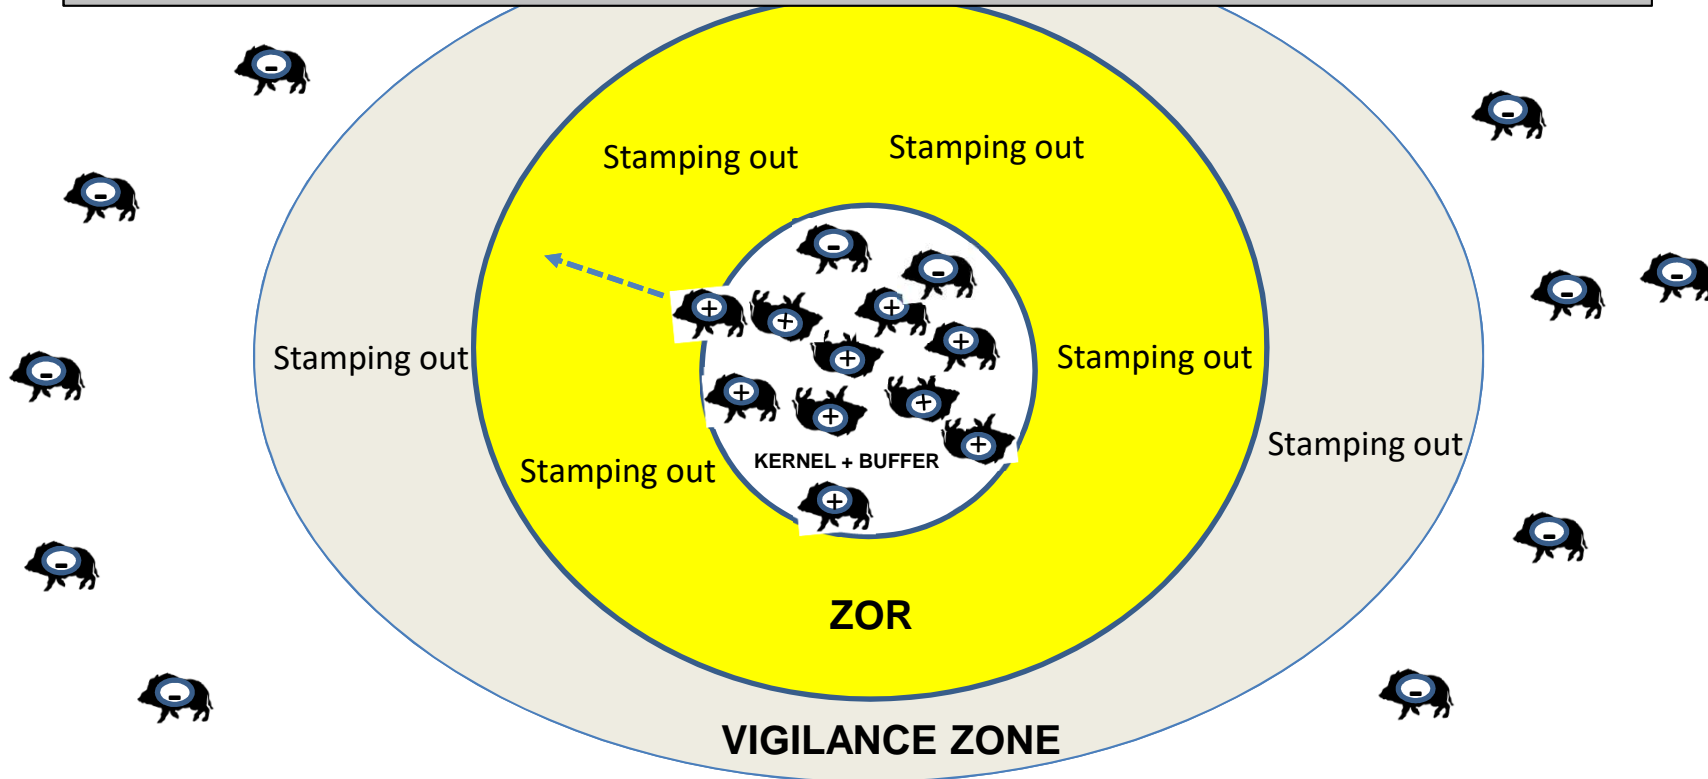 Stamping out
Stamping out
Stamping out
Stamping out
Stamping out
Stamping out
KERNEL + BUFFER
ZOR
VIGILANCE ZONE